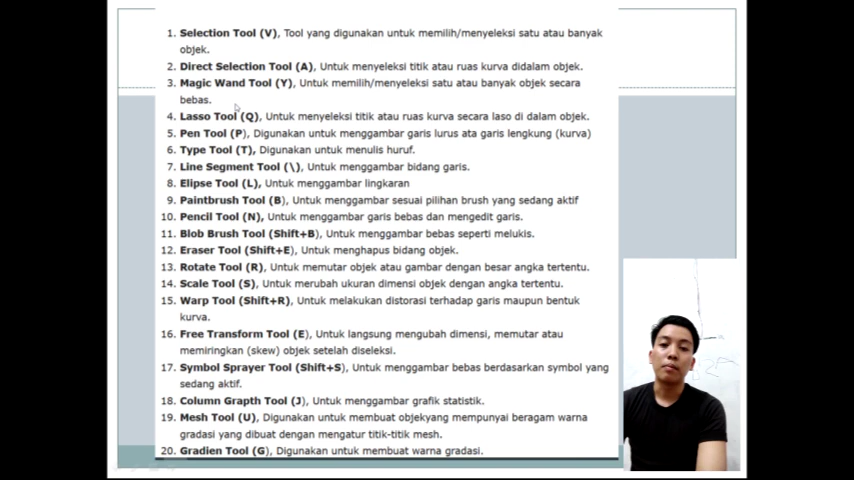 1. Selection Tool (V), Tool yang digunakan untuk memilih/menyeleksi satu atau banyak
objek.
2. Direct Selection Tool (A), Untuk menyeleksi titik atau ruas kurva didalam objek.
3. Magic Wand Tool (Y), Untuk memilih/menyeleksi satu atau banyak objek secara
bebas.
4. Lasso Tool (Q), Untuk menyeleksi titik atau ruas kurva secara laso di dalam objek.
5. Pen Tool (P), Digunakan untuk menggambar garis lurus ata garis lengkung (kurva)
6. Type Tool (T), Digunakan untuk menulis huruf.
7. Line Segment Tool (\), Untuk menggambar bidang garis.
8. Elipse Tool (L), Untuk menggambar lingkaran
9. Paintbrush Tool (B), Untuk menggambar sesuai pilihan brush yang sedang aktif
10. Pencil Tool (N), Untuk menggambar garis bebas dan mengedit garis.
11. Blob Brush Tool (Shift+B), Untuk menggambar bebas seperti melukis.
12. Eraser Tool (Shift+E), Untuk menghapus bidang objek.
13. Rotate Tool (R), Untuk memutar objek atau gambar dengan besar angka tertentu.
14. Scale Tool (S), Untuk merubah ukuran dimensi objek dengan angka tertentu.
15. Warp Tool (Shift+R), Untuk melakukan distorasi terhadap garis maupun bentuk
kurva.
16. Free Transform Tool (E), Untuk langsung mengubah dimensi, memutar atau
memiringkan (skew) objek setelah diseleksi.
17. Symbol Sprayer Tool (Shift+S), Untuk menggambar bebas berdasarkan symbol yang
sedang aktif.
18. Column Grapth Tool (J), Untuk menggambar grafik statistik.
19. Mesh Tool (U), Digunakan untuk membuat objekyang mempunyai beragam warna
gradasi yang dibuat dengan mengatur titik-titik mesh.
20. Gradien Tool (G), Digunakan untuk membuat warna gradasi.